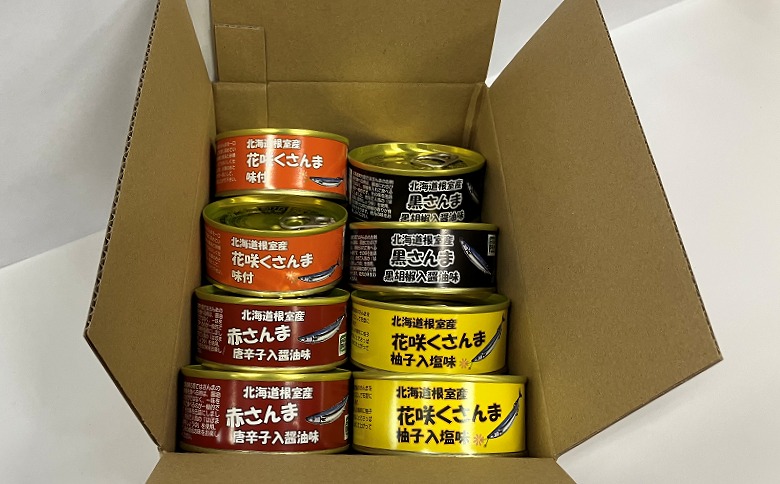 北海道根室産
花咲くさんま
味付
北海道根室産
花咲くさんま
味付
北海道根室産
赤さんま
唐辛子入醤油味
北海道根室産
赤さんま
唐辛子入醤油味
北海道根室産
黒さんま
黒胡椒入醤油味
北海道根室産
黒さんま
黒胡椒入醤油味
北海道根室産
花咲くさんま
柚子入塩味
北海道根室産
花咲くさんま
柚子入塩味